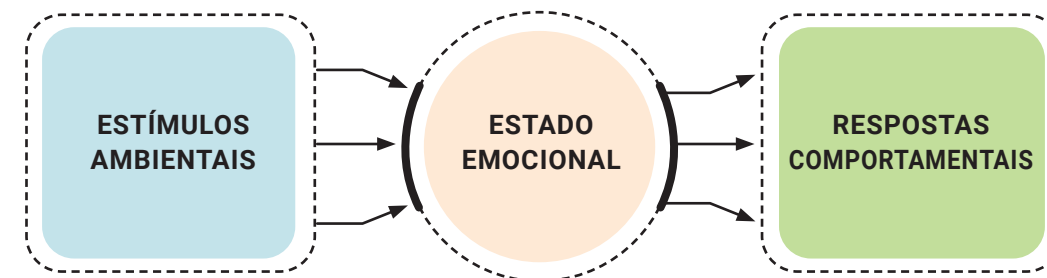 ESTÍMULOS
AMBIENTAIS
ESTADO
EMOCIONAL
RESPOSTAS
COMPORTAMENTAIS